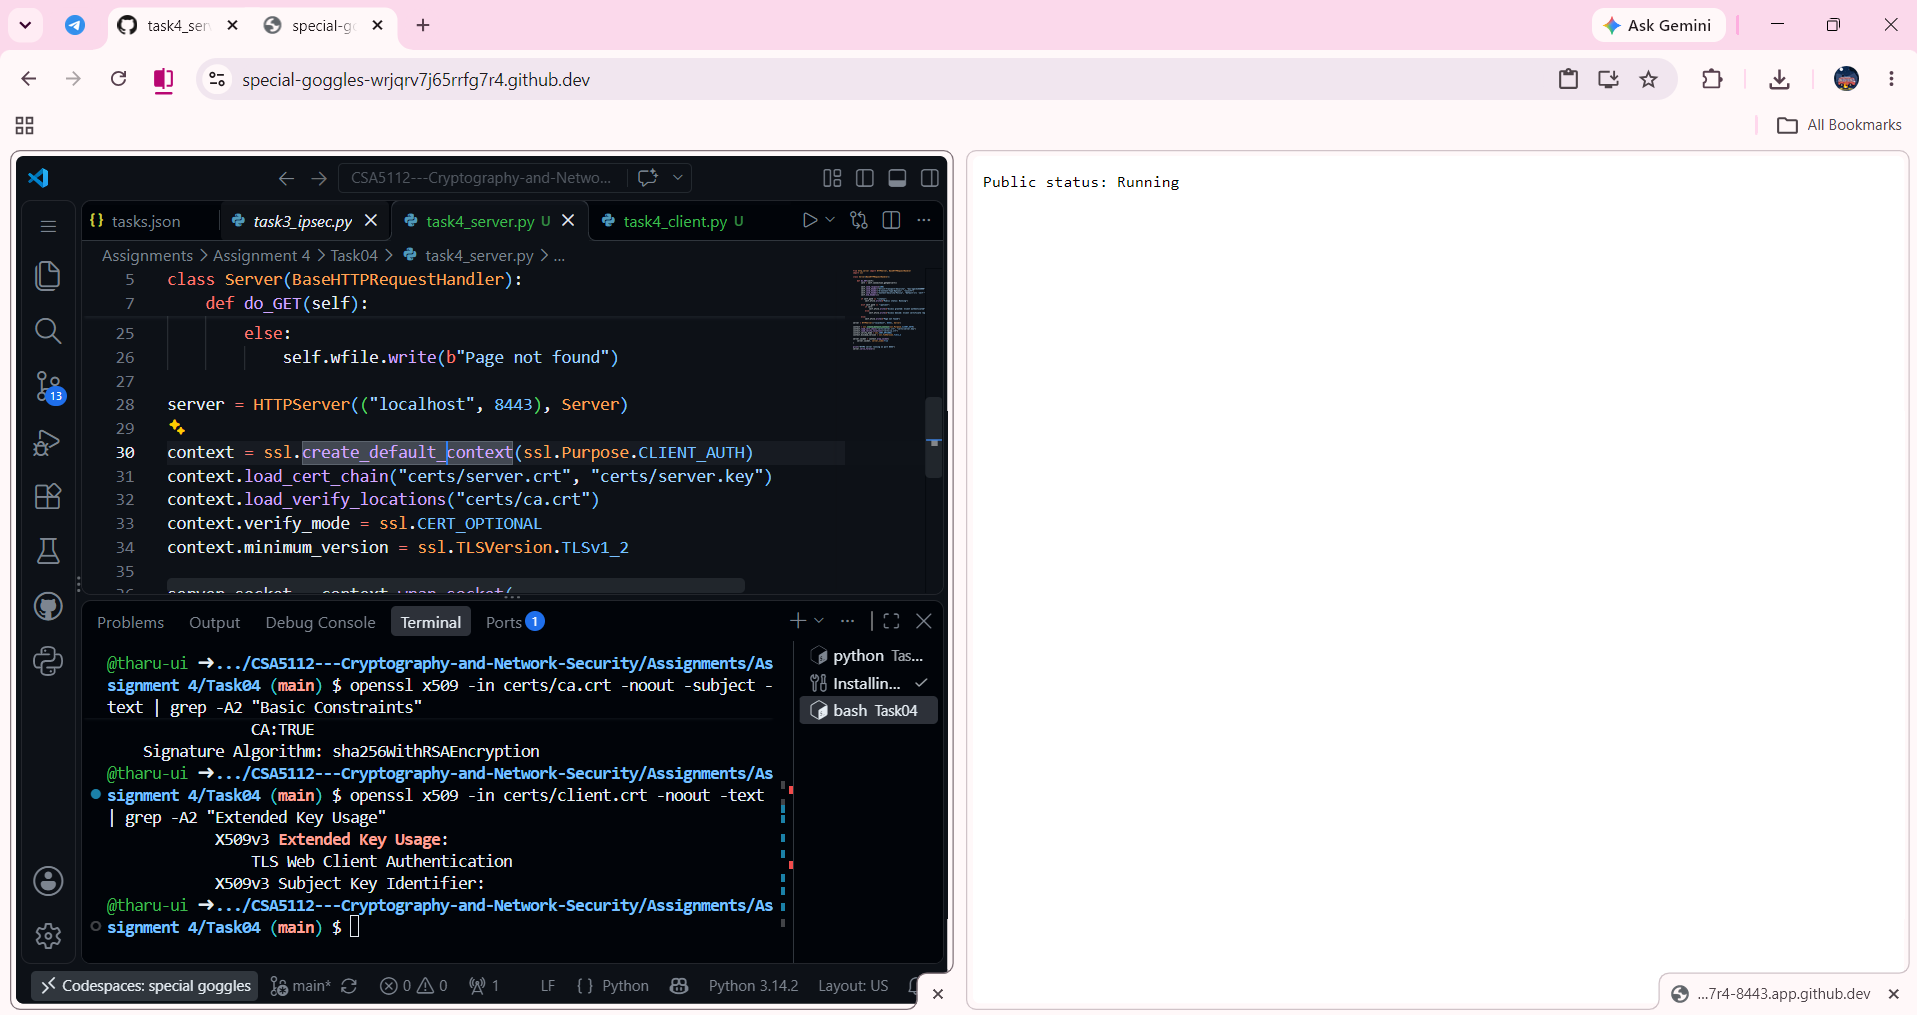 task4_ser
special-go
Ask Gemini
special-goggles-wrjqrv7j65rrfg7r4.github.dev
All Bookmarks
CSA5112---Cryptography-and-Netwo...
{} tasks.json
task3_ipsec.py
task4_server.py U
task4_client.py U
Assignments > Assignment 4 > Task04 > task4_server.py > ...
5 class Server(BaseHTTPRequestHandler):
7 def do_GET(self):
25 else:
26 self.wfile.write(b"Page not found")
27
28 server = HTTPServer(("localhost", 8443), Server)
29
30 context = ssl.create_default_context(ssl.Purpose.CLIENT_AUTH)
31 context.load_cert_chain("certs/server.crt", "certs/server.key")
32 context.load_verify_locations("certs/ca.crt")
33 context.verify_mode = ssl.CERT_OPTIONAL
34 context.minimum_version = ssl.TLSVersion.TLSv1_2
35
36 server_socket = context.wrap_socket(
13
Problems Output Debug Console Terminal Ports 1
@tharu-ui ➜.../CSA5112---Cryptography-and-Network-Security/Assignments/As
signment 4/Task04 (main) $ openssl x509 -in certs/ca.crt -noout -subject -
text | grep -A2 "Basic Constraints"
CA:TRUE
Signature Algorithm: sha256WithRSAEncryption
@tharu-ui ➜.../CSA5112---Cryptography-and-Network-Security/Assignments/As
signment 4/Task04 (main) $ openssl x509 -in certs/client.crt -noout -text
| grep -A2 "Extended Key Usage"
X509v3 Extended Key Usage:
TLS Web Client Authentication
X509v3 Subject Key Identifier:
@tharu-ui ➜.../CSA5112---Cryptography-and-Network-Security/Assignments/As
signment 4/Task04 (main) $
python Tas...
Installin...
bash Task04
Codespaces: special goggles
main*
0 0
1
LF
{} Python
Python 3.14.2
Layout: US
Public status: Running
...7r4-8443.app.github.dev